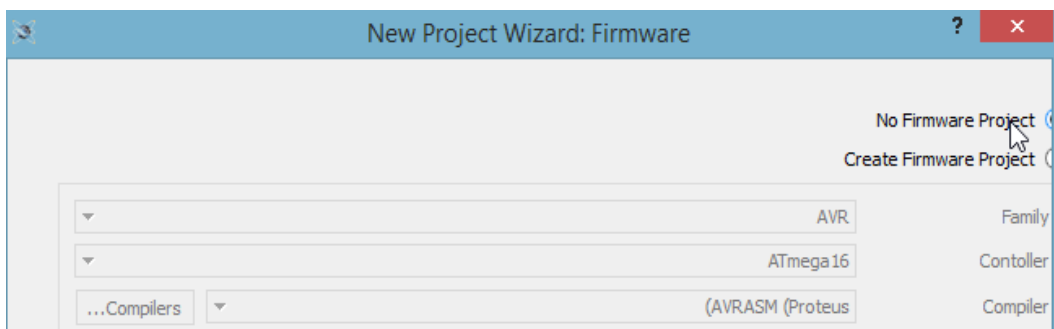 New Project Wizard: Firmware ? ×
No Firmware Project
Create Firmware Project
AVR Family
ATmega16 Contoller
...Compilers (AVRASM (Proteus Compiler